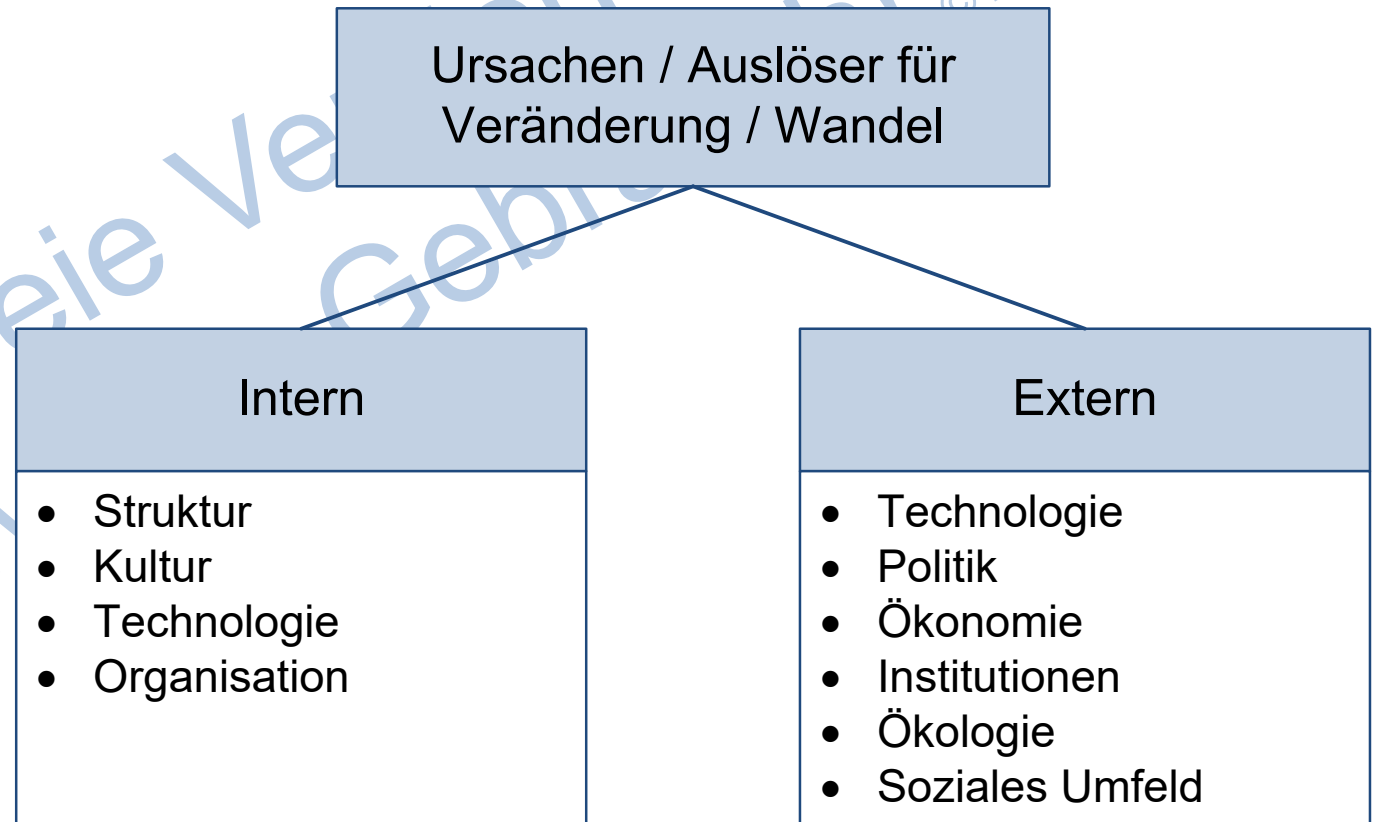 Ursachen / Auslöser für
Veränderung / Wandel
Intern
• Struktur
• Kultur
• Technologie
• Organisation
Extern
• Technologie
• Politik
• Ökonomie
• Institutionen
• Ökologie
• Soziales Umfeld